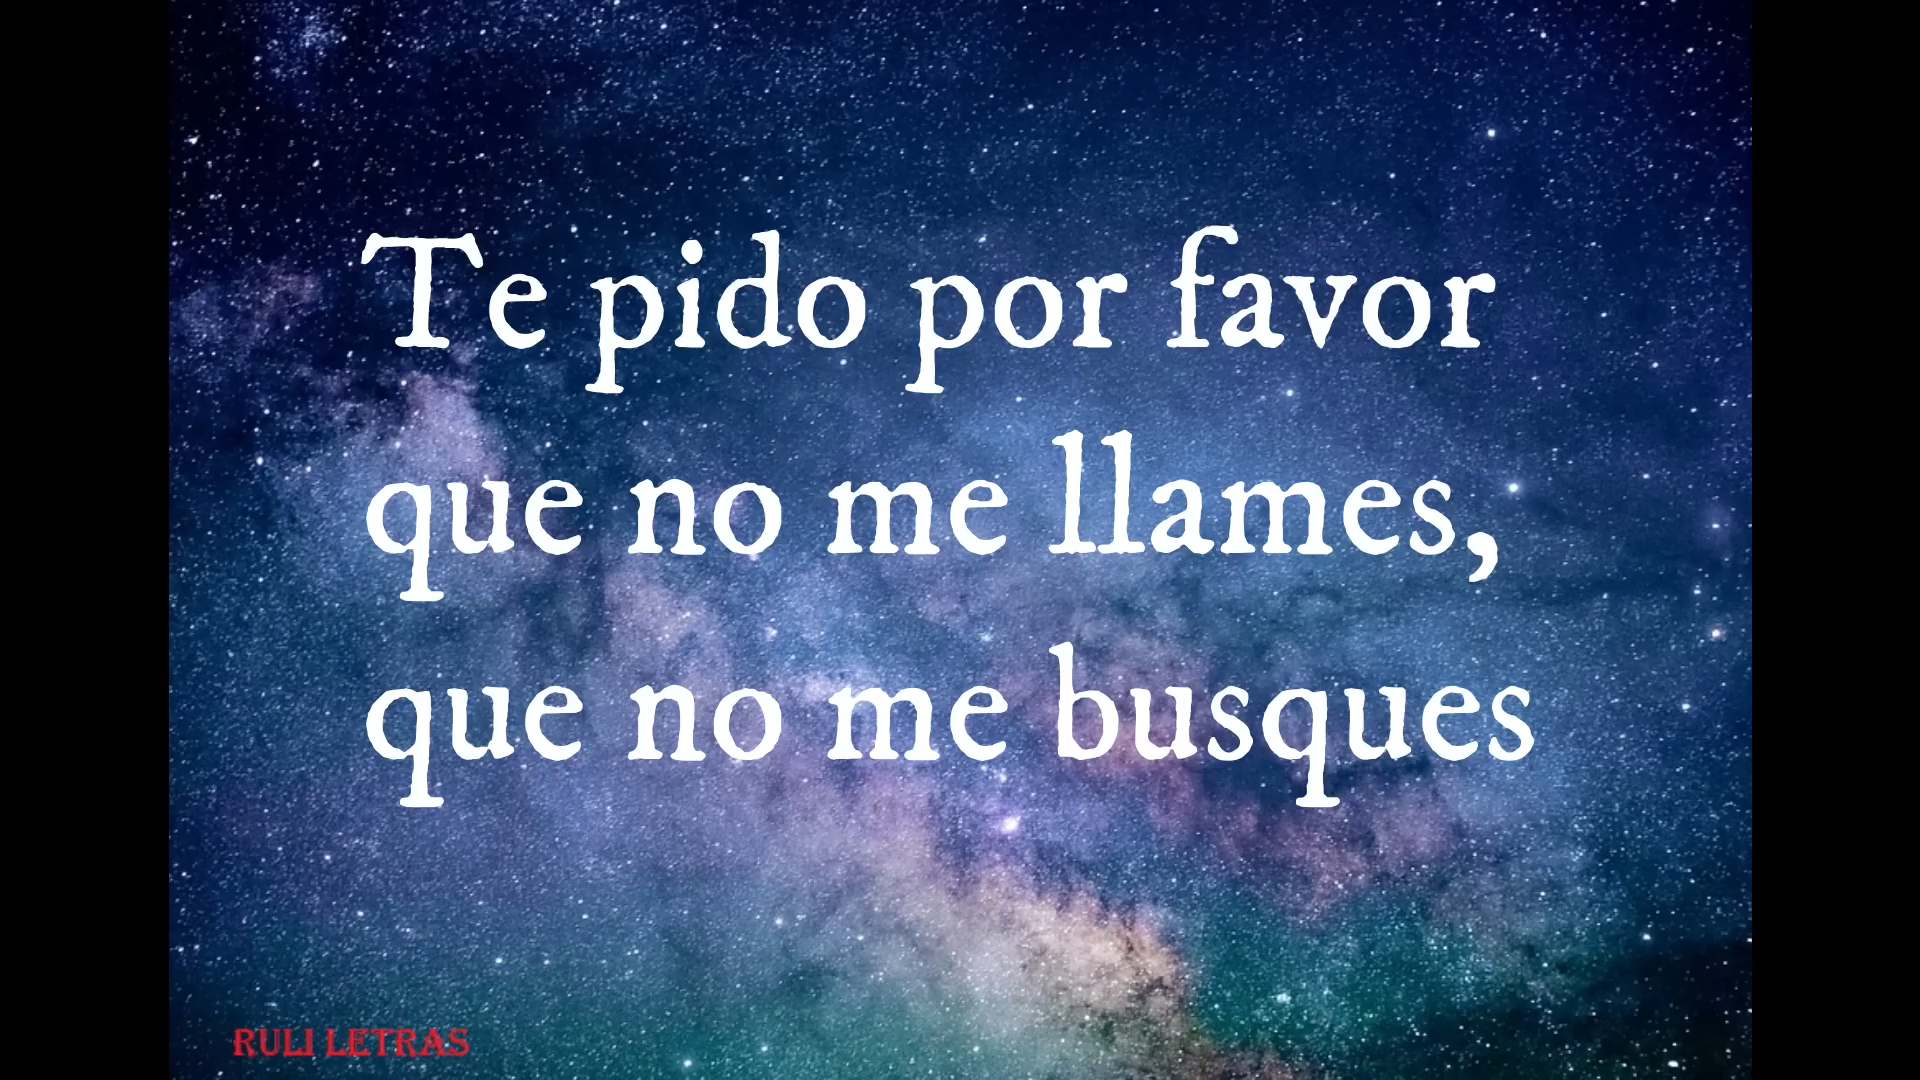 Te pido por favor
que no me llames,
que no me busques
RULI LETRAS